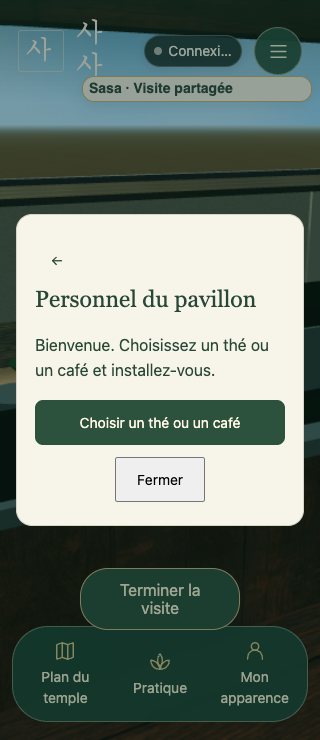 사
사
사
Connexi...
Sasa · Visite partagée
←
Personnel du pavillon
Bienvenue. Choisissez un thé ou
un café et installez-vous.
Choisir un thé ou un café
Fermer
Terminer la
visite
Plan du
temple
Pratique
Mon
apparence